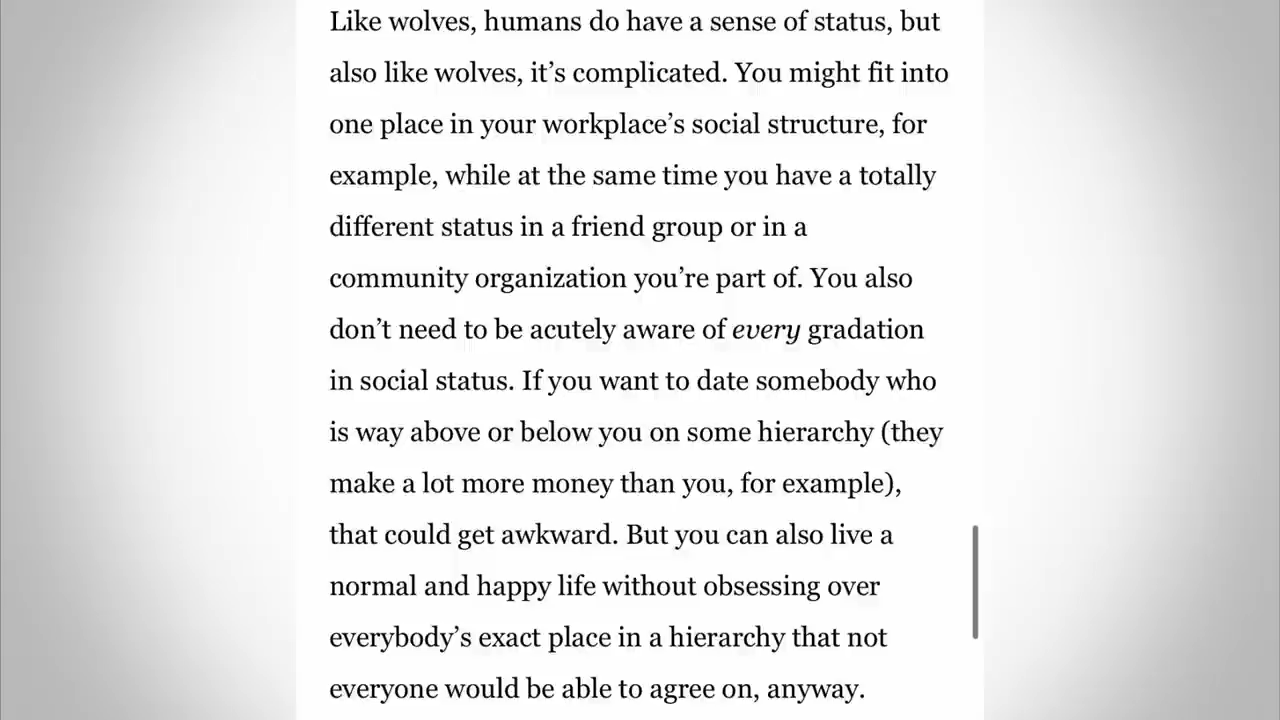 Like wolves, humans do have a sense of status, but
also like wolves, it’s complicated. You might fit into
one place in your workplace’s social structure, for
example, while at the same time you have a totally
different status in a friend group or in a
community organization you’re part of. You also
don’t need to be acutely aware of every gradation
in social status. If you want to date somebody who
is way above or below you on some hierarchy (they
make a lot more money than you, for example),
that could get awkward. But you can also live a
normal and happy life without obsessing over
everybody’s exact place in a hierarchy that not
everyone would be able to agree on, anyway.